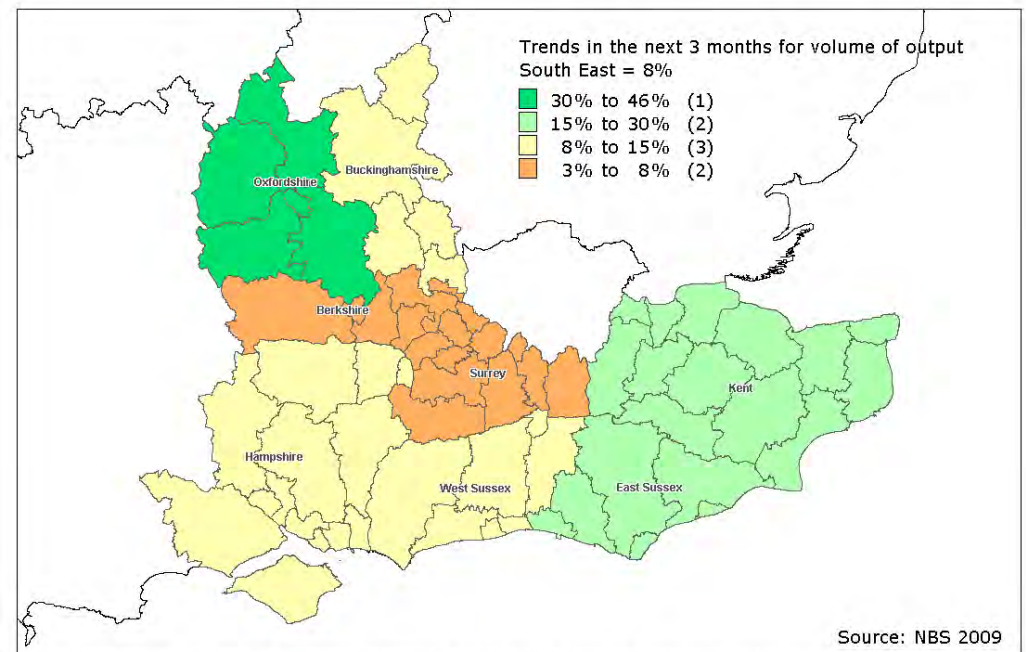 Trends in the next 3 months for volume of output
South East = 8%
30% to 46% (1)
15% to 30% (2)
8% to 15% (3)
3% to 8% (2)
Buckinghamshire
Oxfordshire
Berkshire
Surrey
Kent
Hampshire
West Sussex
East Sussex
Source: NBS 2009